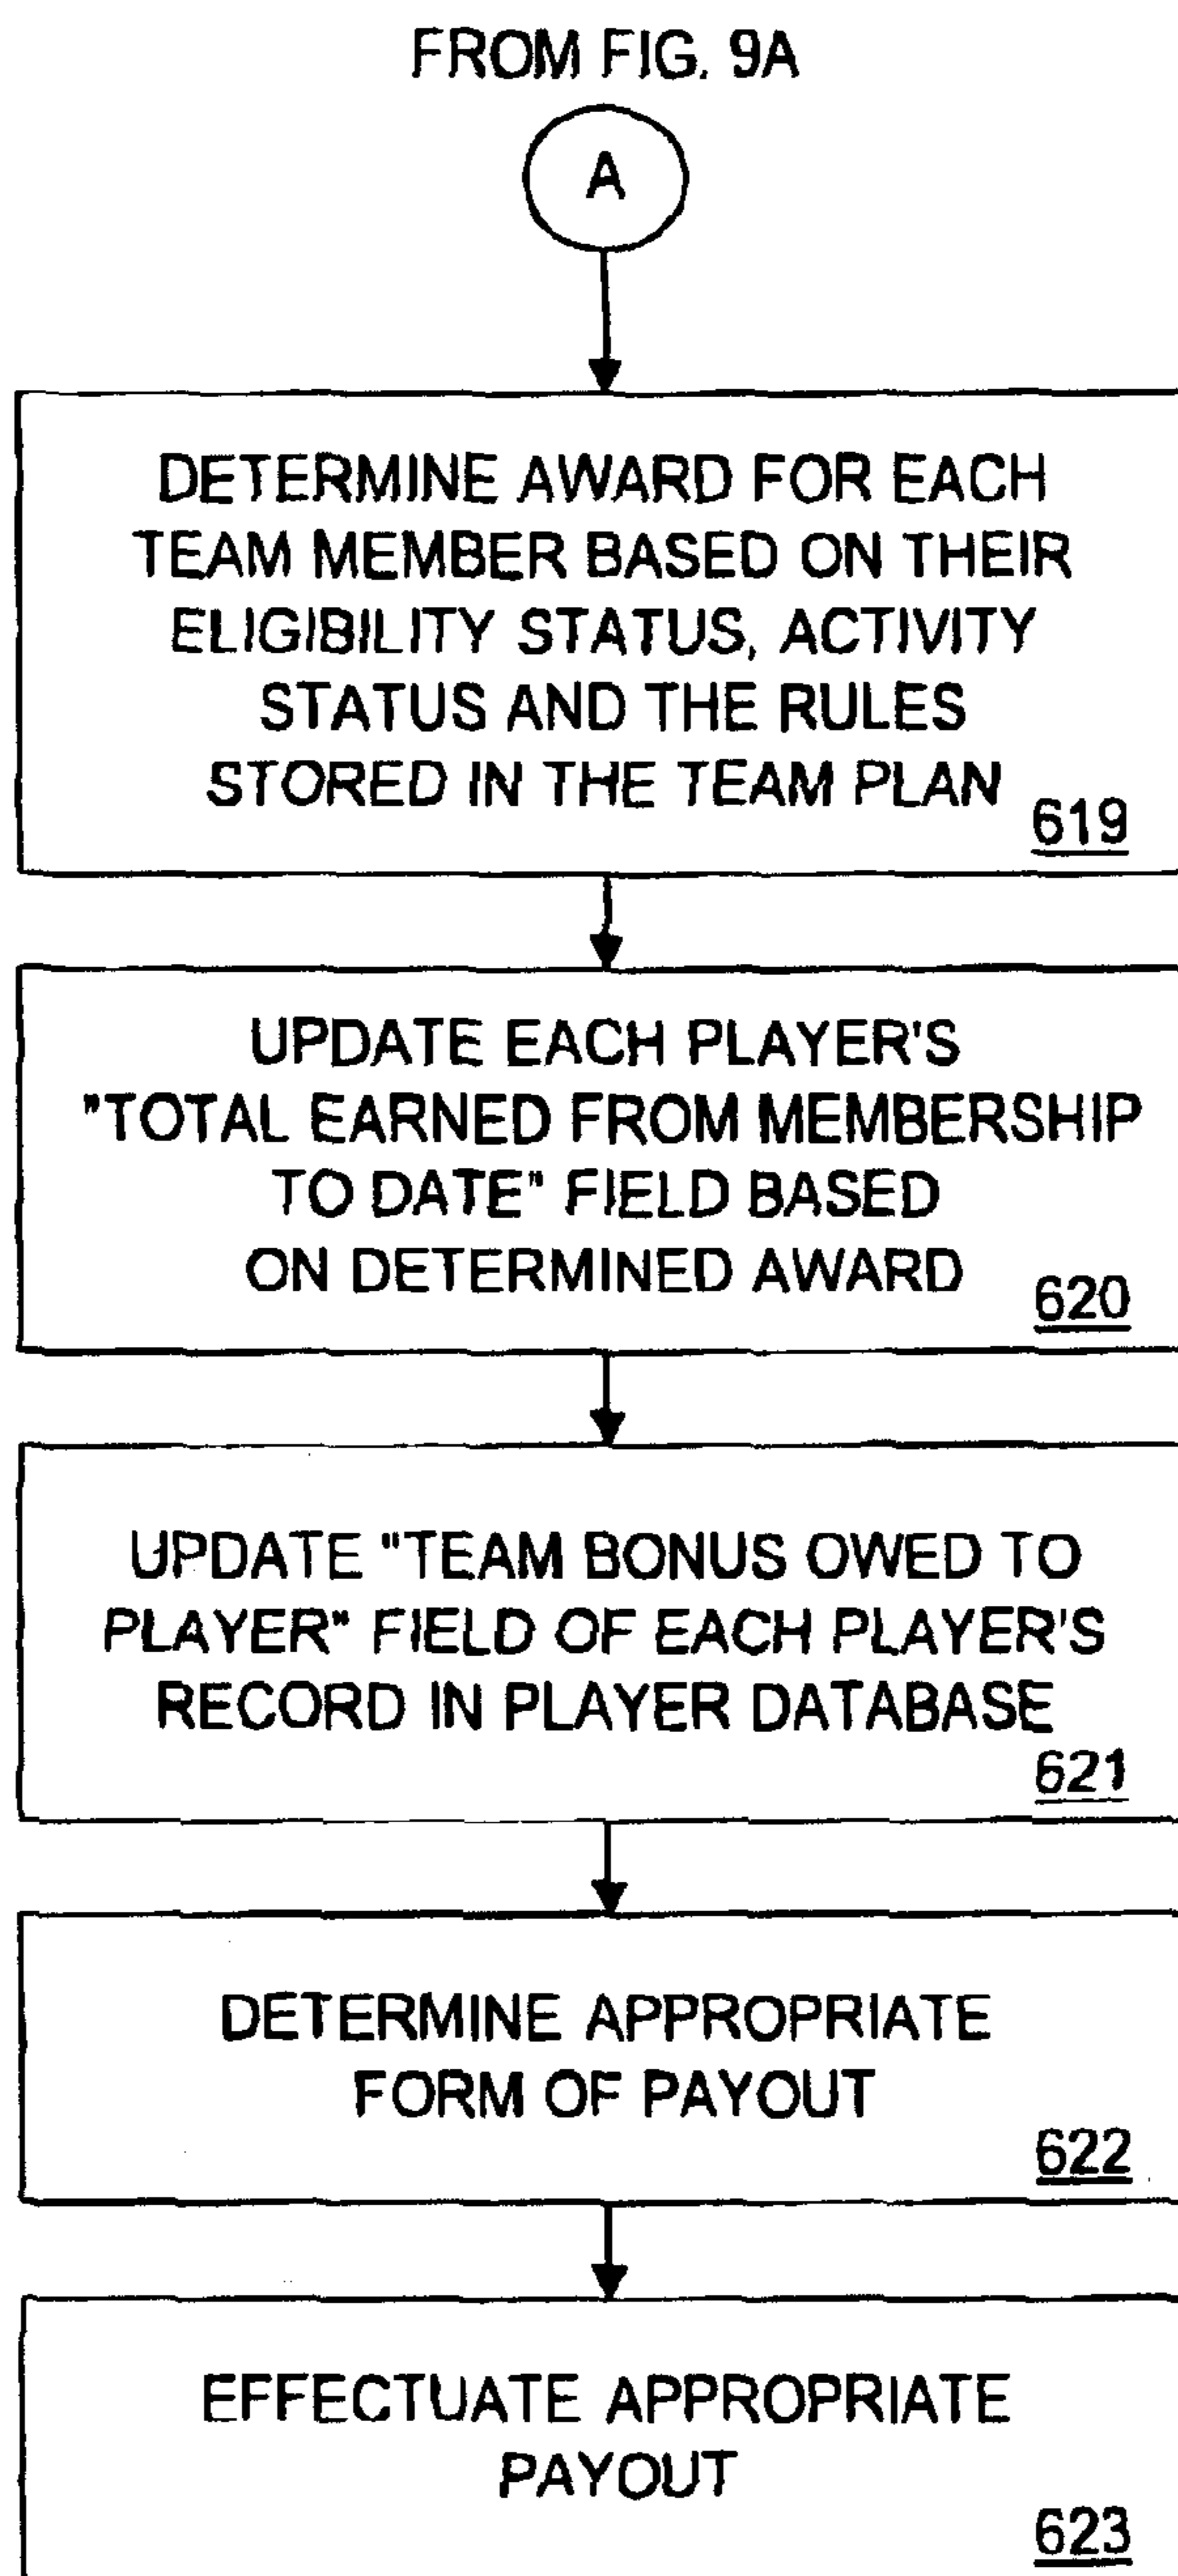 FROM FIG. 9A
A
DETERMINE AWARD FOR EACH
TEAM MEMBER BASED ON THEIR
ELIGIBILITY STATUS, ACTIVITY
STATUS AND THE RULES
STORED IN THE TEAM PLAN
619
UPDATE EACH PLAYER'S
"TOTAL EARNED FROM MEMBERSHIP
TO DATE" FIELD BASED
ON DETERMINED AWARD
620
UPDATE "TEAM BONUS OWED TO
PLAYER" FIELD OF EACH PLAYER'S
RECORD IN PLAYER DATABASE
621
DETERMINE APPROPRIATE
FORM OF PAYOUT
622
EFFECTUATE APPROPRIATE
PAYOUT
623